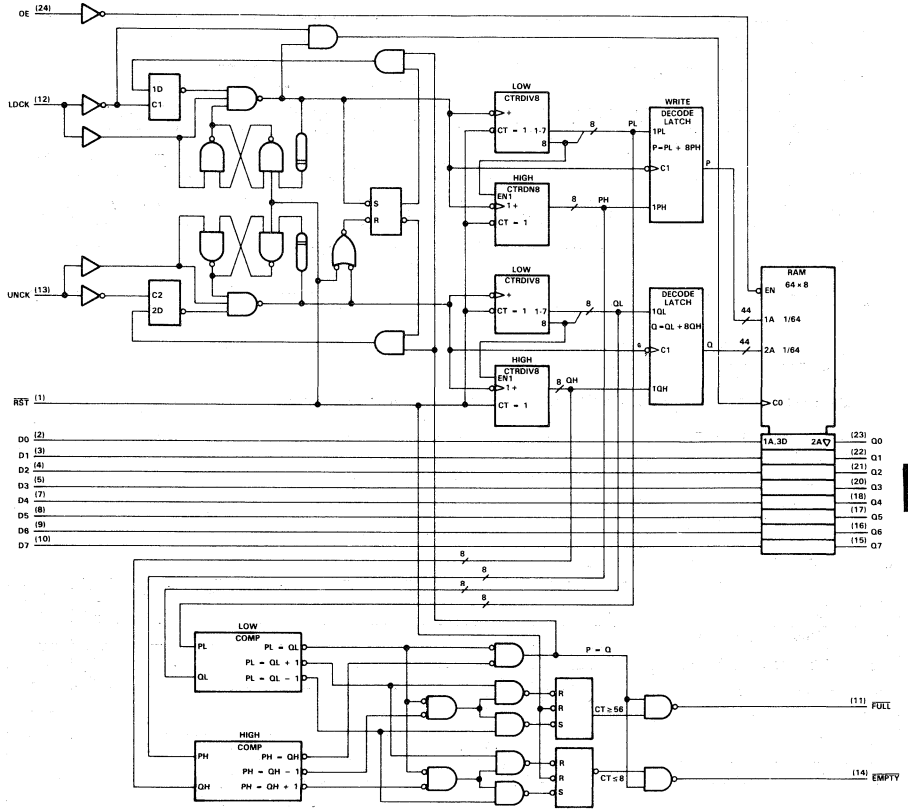 OE (24)
LDCK (12)
1D
C1
LOW
CTRDIV8
+
CT = 1 1-7
8
8
PL
WRITE
DECODE
LATCH
1PL
P=PL + 8PH
C1
1PH
P
HIGH
CTRDN8
EN1
1+
CT = 1
8
PH
S
R
UNCK (13)
C2
2D
LOW
CTRDIV8
+
CT = 1 1-7
8
8
QL
DECODE
LATCH
1QL
Q=QL + 8QH
C1
1QH
Q
HIGH
CTRDIV8
EN1
1+
CT = 1
8
QH
RAM
64 × 8
EN
44
1A 1/64
44
2A 1/64
C0
RST (1)
D0 (2)
1A,3D 2A▽
(23) Q0
D1 (3)
(22) Q1
D2 (4)
(21) Q2
D3 (5)
(20) Q3
D4 (7)
(18) Q4
D5 (8)
(17) Q5
D6 (9)
(16) Q6
D7 (10)
(15) Q7
8
8
8
8
LOW
COMP
PL
QL
PL = QL
PL = QL + 1
PL = QL - 1
P = Q
R
R
S
CT ≥ 56
(11) FULL
HIGH
COMP
PH
QH
PH = QH
PH = QH - 1
PH = QH + 1
R
R
S
CT ≤ 8
(14) EMPTY